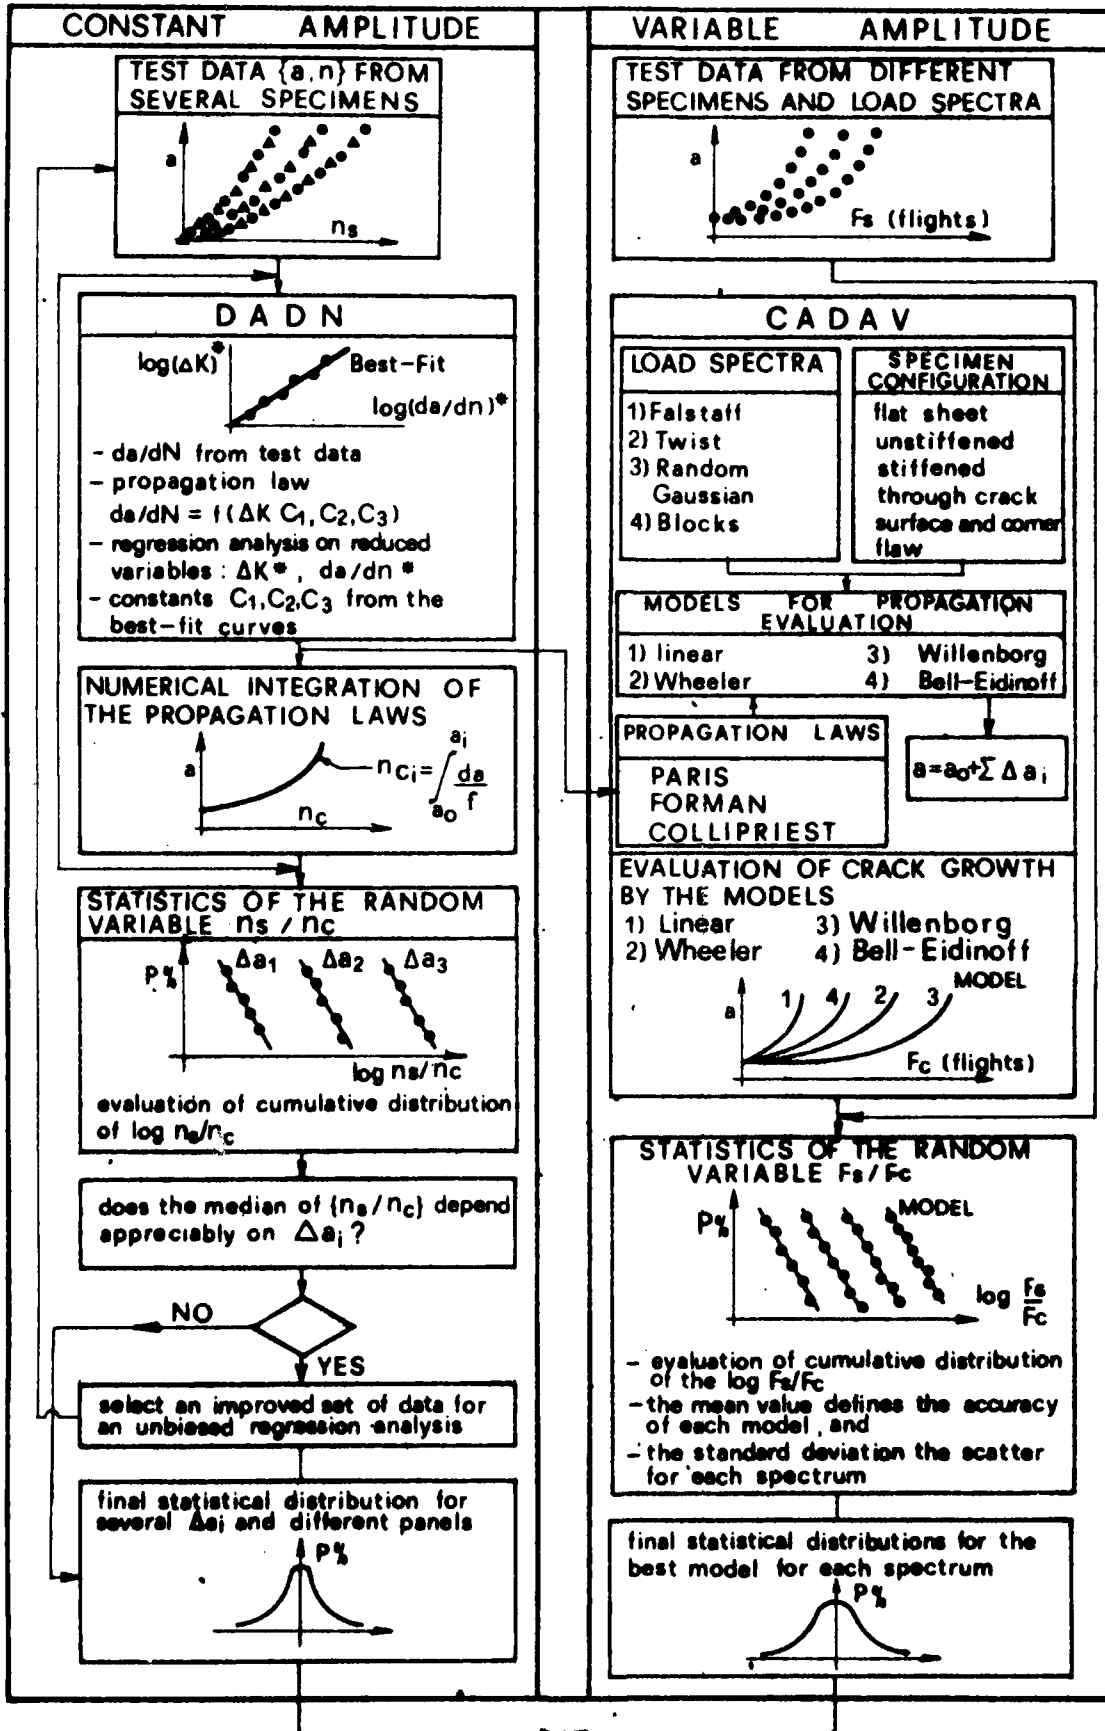 CONSTANT AMPLITUDE
TEST DATA {a,n} FROM
SEVERAL SPECIMENS
a
ns
DADN
log(ΔK)*
Best-Fit
log(da/dn)*
- da/dN from test data
- propagation law
da/dN = f(ΔK C1,C2,C3)
- regression analysis on reduced
variables : ΔK* , da/dn *
- constants C1,C2,C3 from the
best-fit curves
NUMERICAL INTEGRATION OF
THE PROPAGATION LAWS
a
nc
nci = ∫ da/f
ai
a0
STATISTICS OF THE RANDOM
VARIABLE ns / nc
P%
Δa1 Δa2 Δa3
log ns/nc
evaluation of cumulative distribution
of log ns/nc
does the median of {ns/nc} depend
appreciably on Δai ?
NO
YES
select an improved set of data for
an unbiased regression analysis
final statistical distribution for
several Δai and different panels
P%
VARIABLE AMPLITUDE
TEST DATA FROM DIFFERENT
SPECIMENS AND LOAD SPECTRA
a
Fs (flights)
CADAV
LOAD SPECTRA
1) Falstaff
2) Twist
3) Random
Gaussian
4) Blocks
SPECIMEN
CONFIGURATION
flat sheet
unstiffened
stiffened
through crack
surface and corner
flaw
MODELS FOR PROPAGATION
EVALUATION
1) linear 3) Willenborg
2) Wheeler 4) Bell-Eidinoff
PROPAGATION LAWS
PARIS
FORMAN
COLLIPRIEST
a=a0+Σ Δai
EVALUATION OF CRACK GROWTH
BY THE MODELS
1) Linear 3) Willenborg
2) Wheeler 4) Bell-Eidinoff
MODEL
1 4 2 3
a
Fc (flights)
STATISTICS OF THE RANDOM
VARIABLE Fs/Fc
P%
MODEL
log Fs/Fc
- evaluation of cumulative distribution
of the log Fs/Fc
- the mean value defines the accuracy
of each model, and
- the standard deviation the scatter
for each spectrum
final statistical distributions for the
best model for each spectrum
P%